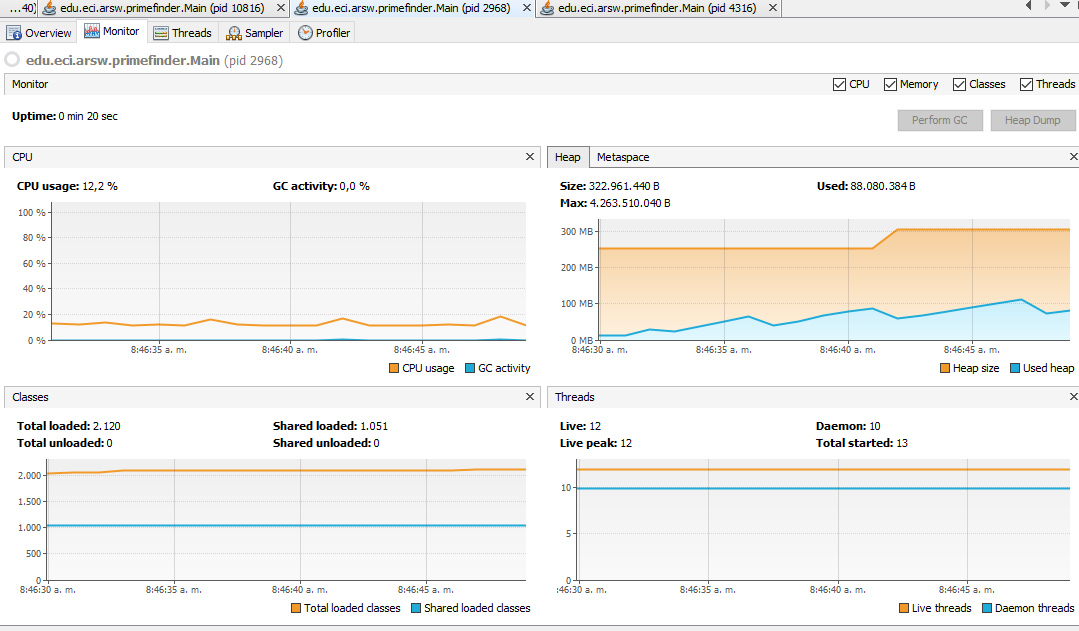 ...40) edu.eci.arsw.primefinder.Main (pid 10816) edu.eci.arsw.primefinder.Main (pid 2968) edu.eci.arsw.primefinder.Main (pid 4316)
Overview Monitor Threads Sampler Profiler
edu.eci.arsw.primefinder.Main (pid 2968)
Monitor CPU Memory Classes Threads
Uptime: 0 min 20 sec Perform GC Heap Dump
CPU
CPU usage: 12,2 % GC activity: 0,0 %
100 %
80 %
60 %
40 %
20 %
0 %
8:46:35 a. m. 8:46:40 a. m. 8:46:45 a. m.
CPU usage GC activity
Heap Metaspace
Size: 322.961.440 B Used: 88.080.384 B
Max: 4.263.510.040 B
300 MB
200 MB
100 MB
0 MB
8:46:30 a. m. 8:46:35 a. m. 8:46:40 a. m. 8:46:45 a. m.
Heap size Used heap
Classes
Total loaded: 2.120 Shared loaded: 1.051
Total unloaded: 0 Shared unloaded: 0
2.000
1.500
1.000
500
0
8:46:30 a. m. 8:46:35 a. m. 8:46:40 a. m. 8:46:45 a. m.
Total loaded classes Shared loaded classes
Threads
Live: 12 Daemon: 10
Live peak: 12 Total started: 13
10
5
0
:46:30 a. m. 8:46:35 a. m. 8:46:40 a. m. 8:46:45 a. m.
Live threads Daemon threads